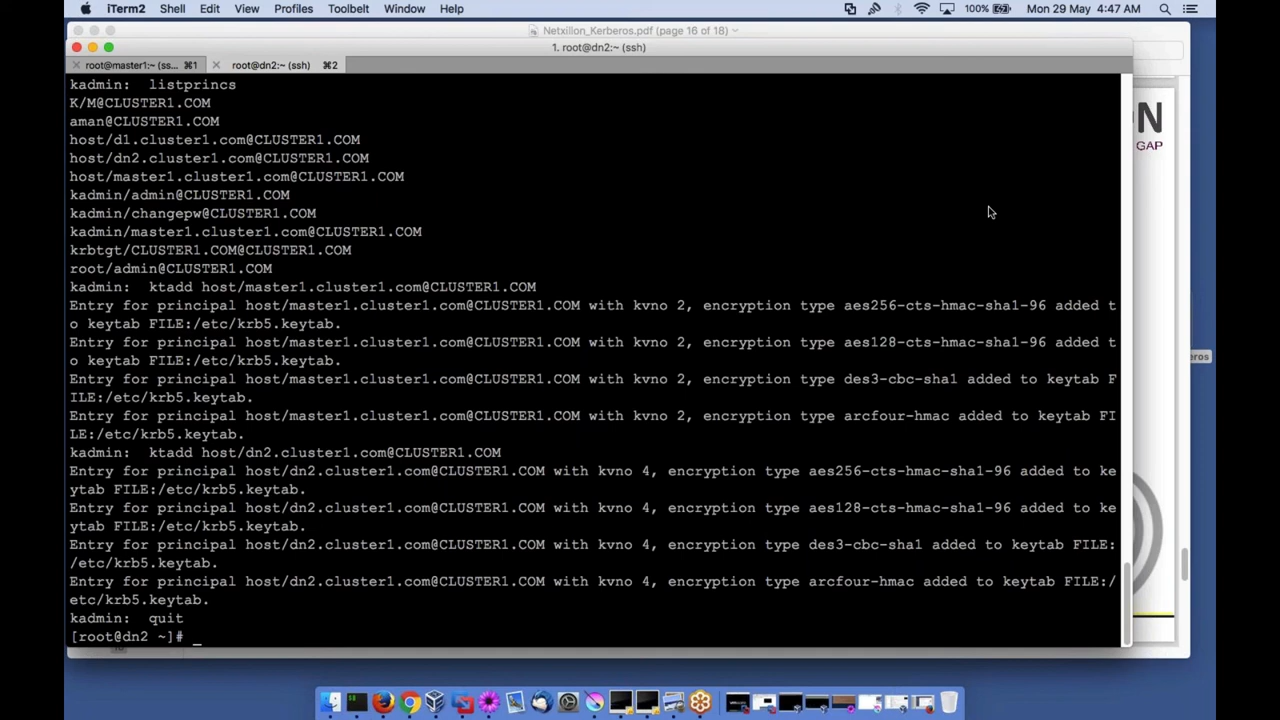 iTerm2 Shell Edit View Profiles Toolbelt Window Help 100% Mon 29 May 4:47 AM
Netxillon_Kerberos.pdf (page 16 of 18)
1. root@dn2:~ (ssh)
root@master1:~ (ss... ⌘1 root@dn2:~ (ssh) ⌘2
kadmin:  listprincs
K/M@CLUSTER1.COM
aman@CLUSTER1.COM
host/d1.cluster1.com@CLUSTER1.COM
host/dn2.cluster1.com@CLUSTER1.COM
host/master1.cluster1.com@CLUSTER1.COM
kadmin/admin@CLUSTER1.COM
kadmin/changepw@CLUSTER1.COM
kadmin/master1.cluster1.com@CLUSTER1.COM
krbtgt/CLUSTER1.COM@CLUSTER1.COM
root/admin@CLUSTER1.COM
kadmin:  ktadd host/master1.cluster1.com@CLUSTER1.COM
Entry for principal host/master1.cluster1.com@CLUSTER1.COM with kvno 2, encryption type aes256-cts-hmac-sha1-96 added t
o keytab FILE:/etc/krb5.keytab.
Entry for principal host/master1.cluster1.com@CLUSTER1.COM with kvno 2, encryption type aes128-cts-hmac-sha1-96 added t
o keytab FILE:/etc/krb5.keytab.
Entry for principal host/master1.cluster1.com@CLUSTER1.COM with kvno 2, encryption type des3-cbc-sha1 added to keytab F
ILE:/etc/krb5.keytab.
Entry for principal host/master1.cluster1.com@CLUSTER1.COM with kvno 2, encryption type arcfour-hmac added to keytab FI
LE:/etc/krb5.keytab.
kadmin:  ktadd host/dn2.cluster1.com@CLUSTER1.COM
Entry for principal host/dn2.cluster1.com@CLUSTER1.COM with kvno 4, encryption type aes256-cts-hmac-sha1-96 added to ke
ytab FILE:/etc/krb5.keytab.
Entry for principal host/dn2.cluster1.com@CLUSTER1.COM with kvno 4, encryption type aes128-cts-hmac-sha1-96 added to ke
ytab FILE:/etc/krb5.keytab.
Entry for principal host/dn2.cluster1.com@CLUSTER1.COM with kvno 4, encryption type des3-cbc-sha1 added to keytab FILE:
/etc/krb5.keytab.
Entry for principal host/dn2.cluster1.com@CLUSTER1.COM with kvno 4, encryption type arcfour-hmac added to keytab FILE:/
etc/krb5.keytab.
kadmin:  quit
[root@dn2 ~]# _
ON
GAP
eros